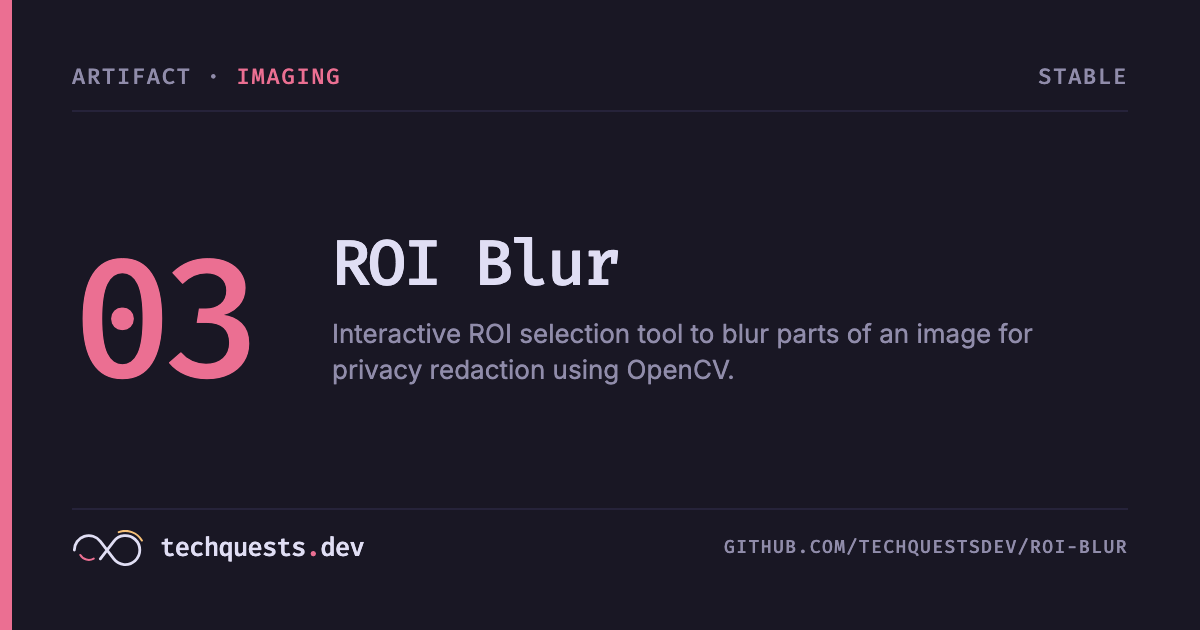 ARTIFACT · IMAGING
STABLE
03
ROI Blur
Interactive ROI selection tool to blur parts of an image for
privacy redaction using OpenCV.
techquests.dev
GITHUB.COM/TECHQUESTSDEV/ROI-BLUR